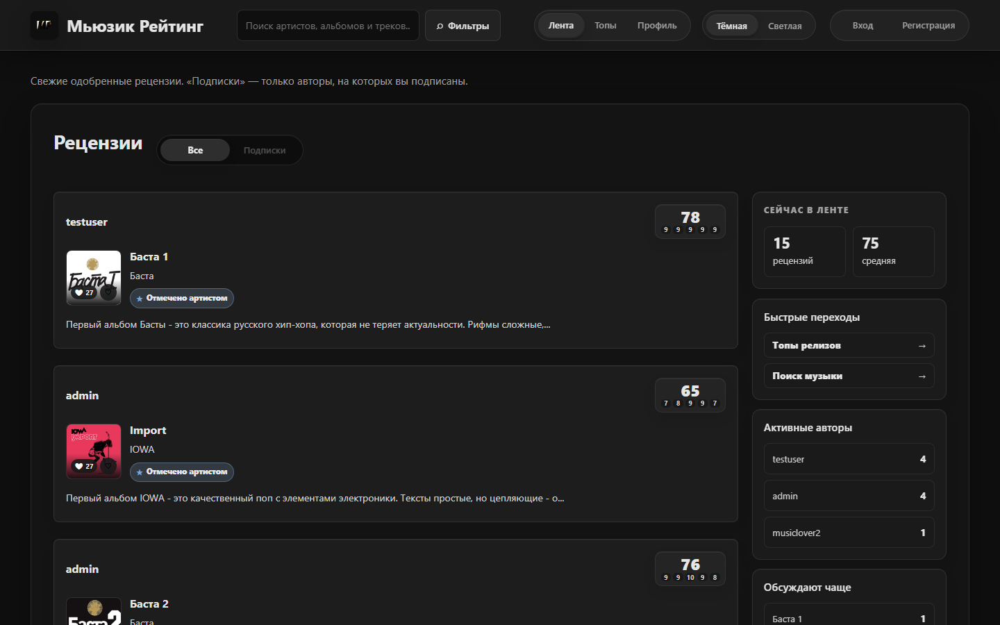 МР
Мьюзик Рейтинг
Поиск артистов, альбомов и треков..
Фильтры
Лента
Топы
Профиль
Тёмная
Светлая
Вход
Регистрация
Свежие одобренные рецензии. «Подписки» — только авторы, на которых вы подписаны.
Рецензии
Все
Подписки
testuser
78
9 9 9 9 9
Баста 1
27
Баста
★ Отмечено артистом
Первый альбом Басты - это классика русского хип-хопа, которая не теряет актуальности. Рифмы сложные,...
admin
65
7 8 9 9 7
IOWA
IMPORT
27
Import
IOWA
★ Отмечено артистом
Первый альбом IOWA - это качественный поп с элементами электроники. Тексты простые, но цепляющие - о...
admin
76
9 9 10 9 8
Баста 2
Баста 2
Баста
СЕЙЧАС В ЛЕНТЕ
15
рецензий
75
средняя
Быстрые переходы
Топы релизов →
Поиск музыки →
Активные авторы
testuser 4
admin 4
musiclover2 1
Обсуждают чаще
Баста 1 1